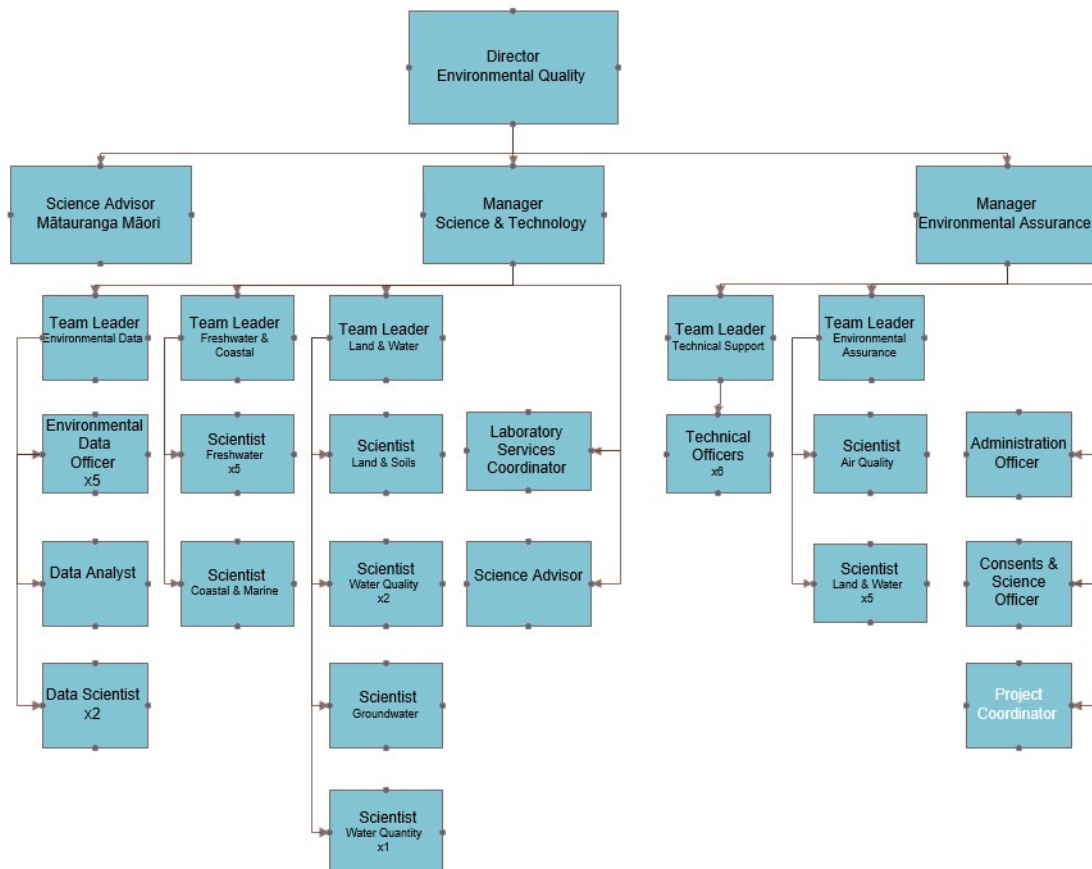 Director
Environmental Quality
Science Advisor
Mātauranga Māori
Manager
Science & Technology
Manager
Environmental Assurance
Team Leader
Environmental Data
Team Leader
Freshwater &
Coastal
Team Leader
Land & Water
Team Leader
Technical Support
Team Leader
Environmental
Assurance
Environmental
Data
Officer
x5
Scientist
Freshwater
x5
Scientist
Land & Soils
Laboratory
Services
Coordinator
Technical
Officers
x6
Scientist
Air Quality
Administration
Officer
Data Analyst
Scientist
Coastal & Marine
Scientist
Water Quality
x2
Science Advisor
Scientist
Land & Water
x5
Consents &
Science
Officer
Data Scientist
x2
Scientist
Groundwater
Project
Coordinator
Scientist
Water Quantity
x1